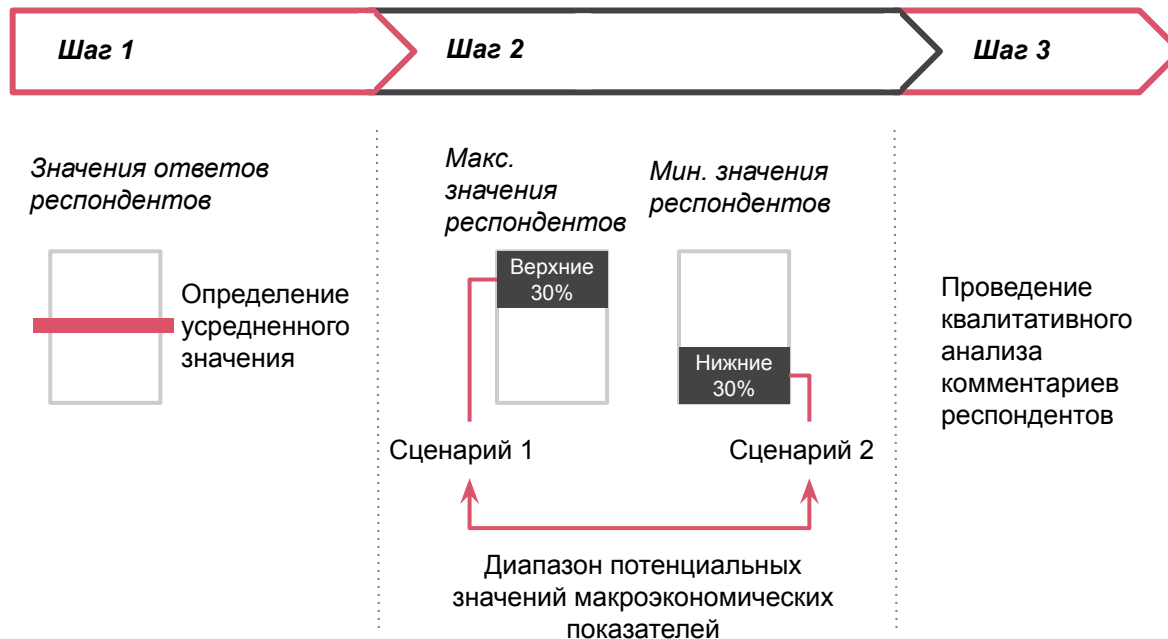 Шаг 1
Шаг 2
Шаг 3
Значения ответов
респондентов
Определение
усредненного
значения
Макс.
значения
респондентов
Мин. значения
респондентов
Верхние
30%
Нижние
30%
Сценарий 1
Сценарий 2
Диапазон потенциальных
значений макроэкономических
показателей
Проведение
квалитативного
анализа
комментариев
респондентов